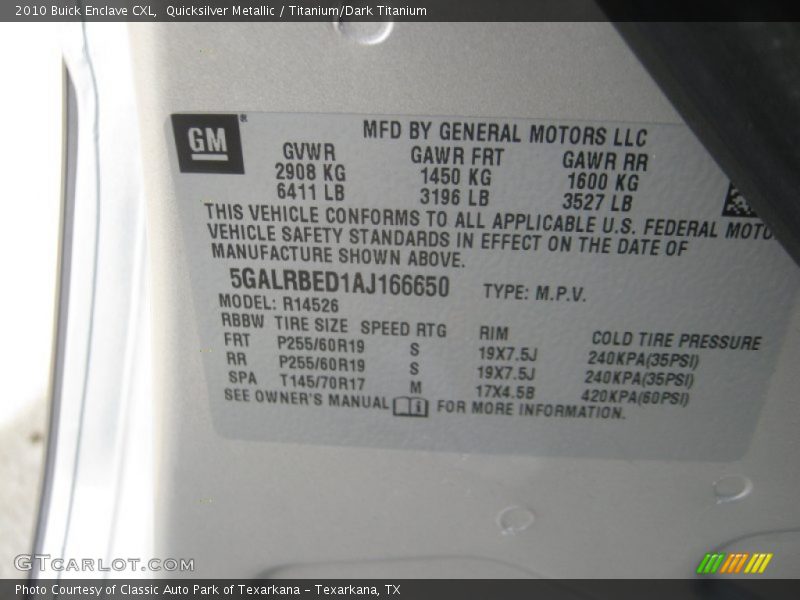 2010 Buick Enclave CXL,  Quicksilver Metallic / Titanium/Dark Titanium
GM®
MFD BY GENERAL MOTORS LLC
GVWR GAWR FRT GAWR RR
2908 KG 1450 KG 1600 KG
6411 LB 3196 LB 3527 LB
THIS VEHICLE CONFORMS TO ALL APPLICABLE U.S. FEDERAL MOTO
VEHICLE SAFETY STANDARDS IN EFFECT ON THE DATE OF
MANUFACTURE SHOWN ABOVE.
5GALRBED1AJ166650 TYPE: M.P.V.
MODEL: R14526
RBBW TIRE SIZE SPEED RTG RIM COLD TIRE PRESSURE
FRT P255/60R19 S 19X7.5J 240KPA(35PSI)
RR P255/60R19 S 19X7.5J 240KPA(35PSI)
SPA T145/70R17 M 17X4.5B 420KPA(60PSI)
SEE OWNER'S MANUAL FOR MORE INFORMATION.
GTCARLOT.COM
Photo Courtesy of Classic Auto Park of Texarkana – Texarkana, TX